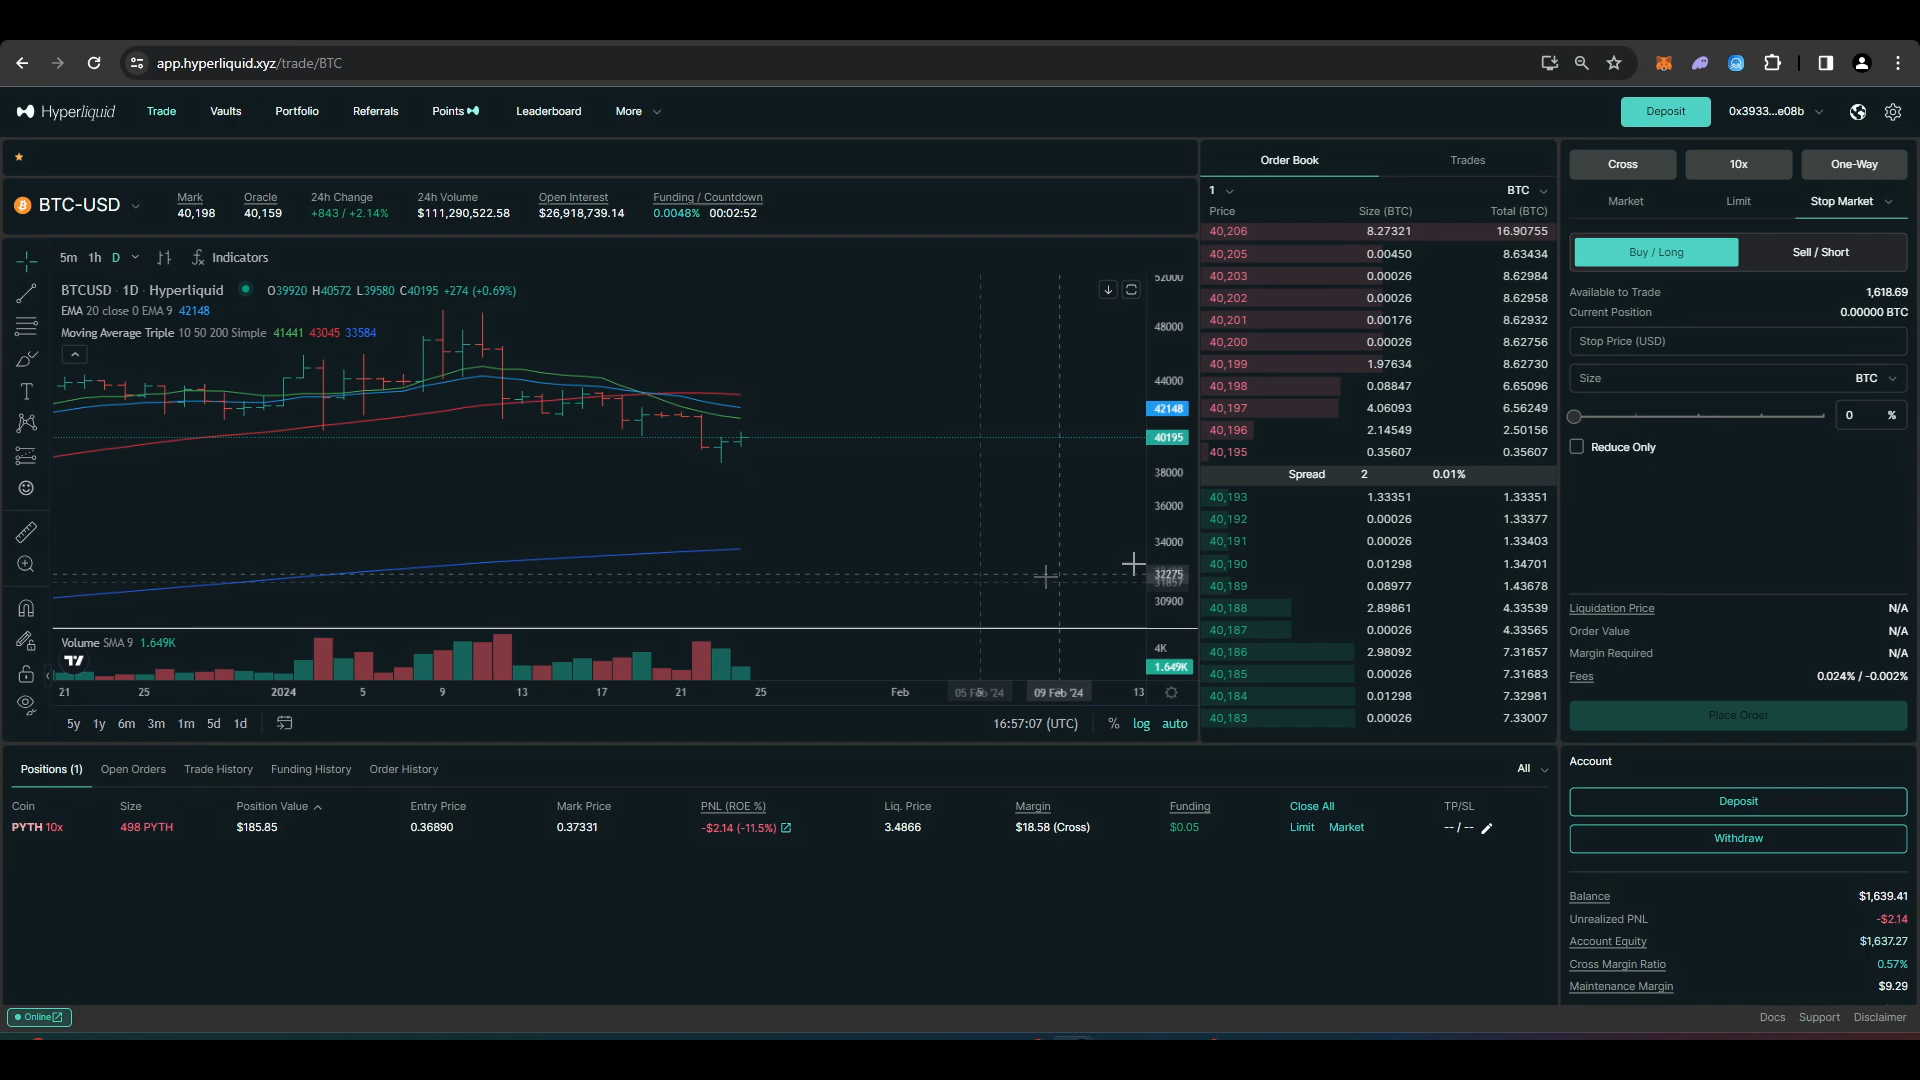 app.hyperliquid.xyz/trade/BTC
Hyperliquid Trade Vaults Portfolio Referrals Points Leaderboard More Deposit 0x3933...e08b
BTC-USD
Mark Oracle 24h Change 24h Volume Open Interest Funding / Countdown
40,198 40,159 +843 / +2.14% $111,290,522.58 $26,918,739.14 0.0048% 00:02:52
5m 1h D Indicators
BTCUSD · 1D · Hyperliquid O39920 H40572 L39580 C40195 +274 (+0.69%)
EMA 20 close 0 EMA 9 42148
Moving Average Triple 10 50 200 Simple 41441 43045 33584
52000
48000
44000
42148
40195
38000
36000
34000
32275
30900
Volume SMA 9 1.649K
4K
1.649K
21 25 2024 5 9 13 17 21 25 Feb 09 Feb '24 13
5y 1y 6m 3m 1m 5d 1d 16:57:07 (UTC) % log auto
Order Book Trades
1 BTC
Price Size (BTC) Total (BTC)
40,206 8.27321 16.90755
40,205 0.00450 8.63434
40,203 0.00026 8.62984
40,202 0.00026 8.62958
40,201 0.00176 8.62932
40,200 0.00026 8.62756
40,199 1.97634 8.62730
40,198 0.08847 6.65096
40,197 4.06093 6.56249
40,196 2.14549 2.50156
40,195 0.35607 0.35607
Spread 2 0.01%
40,193 1.33351 1.33351
40,192 0.00026 1.33377
40,191 0.00026 1.33403
40,190 0.01298 1.34701
40,189 0.08977 1.43678
40,188 2.89861 4.33539
40,187 0.00026 4.33565
40,186 2.98092 7.31657
40,185 0.00026 7.31683
40,184 0.01298 7.32981
40,183 0.00026 7.33007
Cross 10x One-Way
Market Limit Stop Market
Buy / Long Sell / Short
Available to Trade 1,618.69
Current Position 0.00000 BTC
Stop Price (USD)
Size BTC
0 %
Reduce Only
Liquidation Price N/A
Order Value N/A
Margin Required N/A
Fees 0.024% / -0.002%
Place Order
Positions (1) Open Orders Trade History Funding History Order History All
Coin Size Position Value Entry Price Mark Price PNL (ROE %) Liq. Price Margin Funding Close All TP/SL
PYTH 10x 498 PYTH $185.85 0.36890 0.37331 -$2.14 (-11.5%) 3.4866 $18.58 (Cross) $0.05 Limit Market -- / --
Account
Deposit
Withdraw
Balance $1,639.41
Unrealized PNL -$2.14
Account Equity $1,637.27
Cross Margin Ratio 0.57%
Maintenance Margin $9.29
Online Docs Support Disclaimer